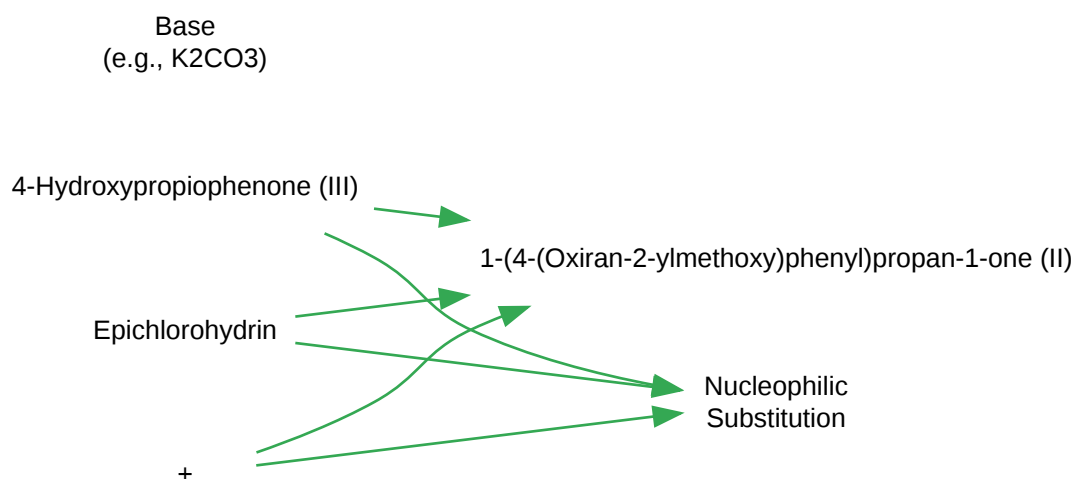 Base
(e.g., K2CO3)
4-Hydroxypropiophenone (III)
1-(4-(Oxiran-2-ylmethoxy)phenyl)propan-1-one (II)
Epichlorohydrin
Nucleophilic
Substitution
+